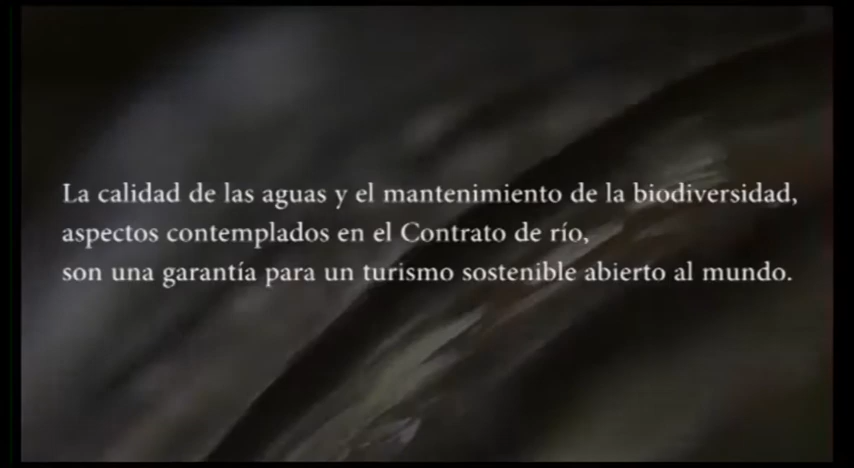 La calidad de las aguas y el mantenimiento de la biodiversidad,
aspectos contemplados en el Contrato de río,
son una garantía para un turismo sostenible abierto al mundo.